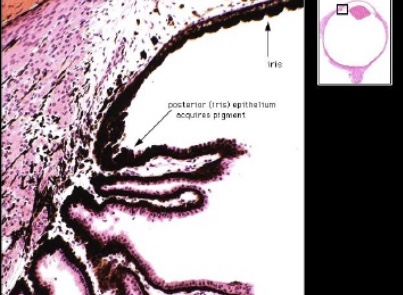 iris
posterior (iris) epithelium
acquires pigment